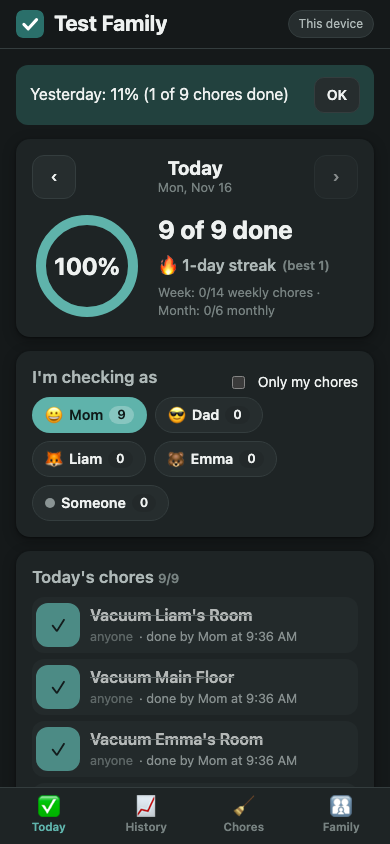 Test Family
This device
Yesterday: 11% (1 of 9 chores done)
OK
‹
Today
›
Mon, Nov 16
100%
9 of 9 done
🔥 1-day streak (best 1)
Week: 0/14 weekly chores ·
Month: 0/6 monthly
I'm checking as
Only my chores
😀 Mom 9
😎 Dad 0
🦊 Liam 0
🐻 Emma 0
Someone 0
Today's chores 9/9
✓ Vacuum Liam's Room
anyone · done by Mom at 9:36 AM
✓ Vacuum Main Floor
anyone · done by Mom at 9:36 AM
✓ Vacuum Emma's Room
anyone · done by Mom at 9:36 AM
Today
History
Chores
Family